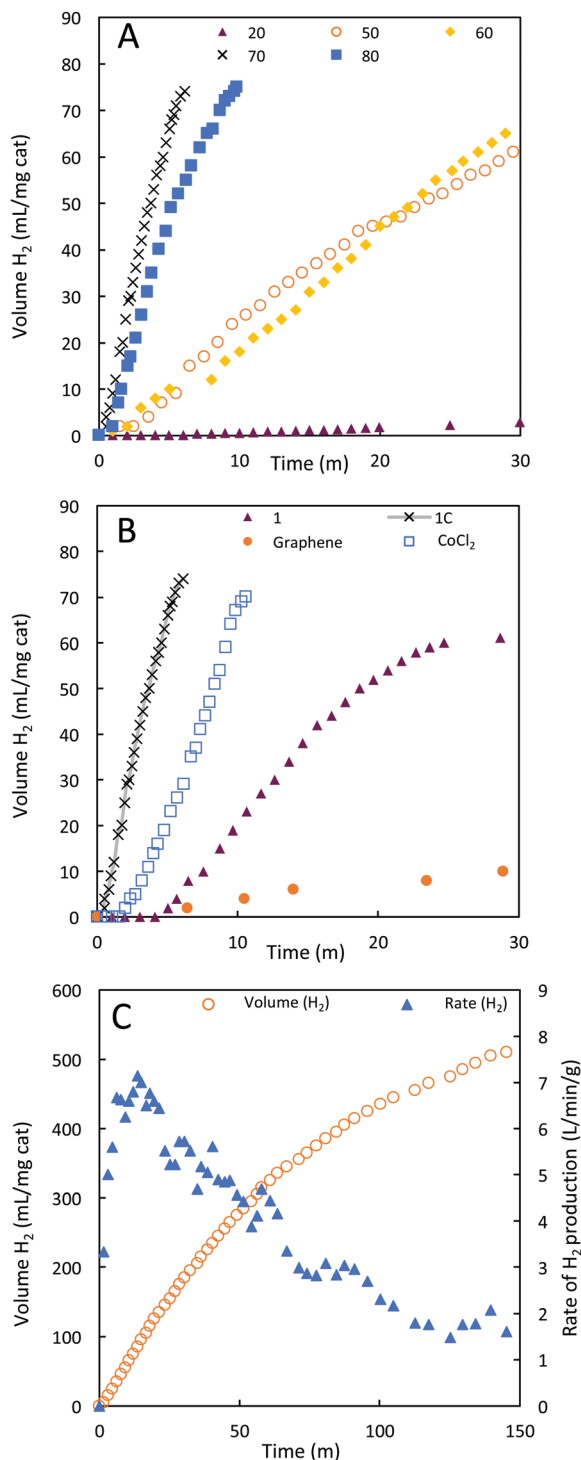 A
20 50 60
70 80
90
80
70
60
50
40
30
20
10
0
Volume H2 (mL/mg cat)
0 10 20 30
Time (m)
B
1 1C
Graphene CoCl2
90
80
70
60
50
40
30
20
10
0
Volume H2 (mL/mg cat)
0 10 20 30
Time (m)
C
Volume (H2) Rate (H2)
600
500
400
300
200
100
0
Volume H2 (mL/mg cat)
9
8
7
6
5
4
3
2
1
0
Rate of H2 production (L/min/g)
0 50 100 150
Time (m)